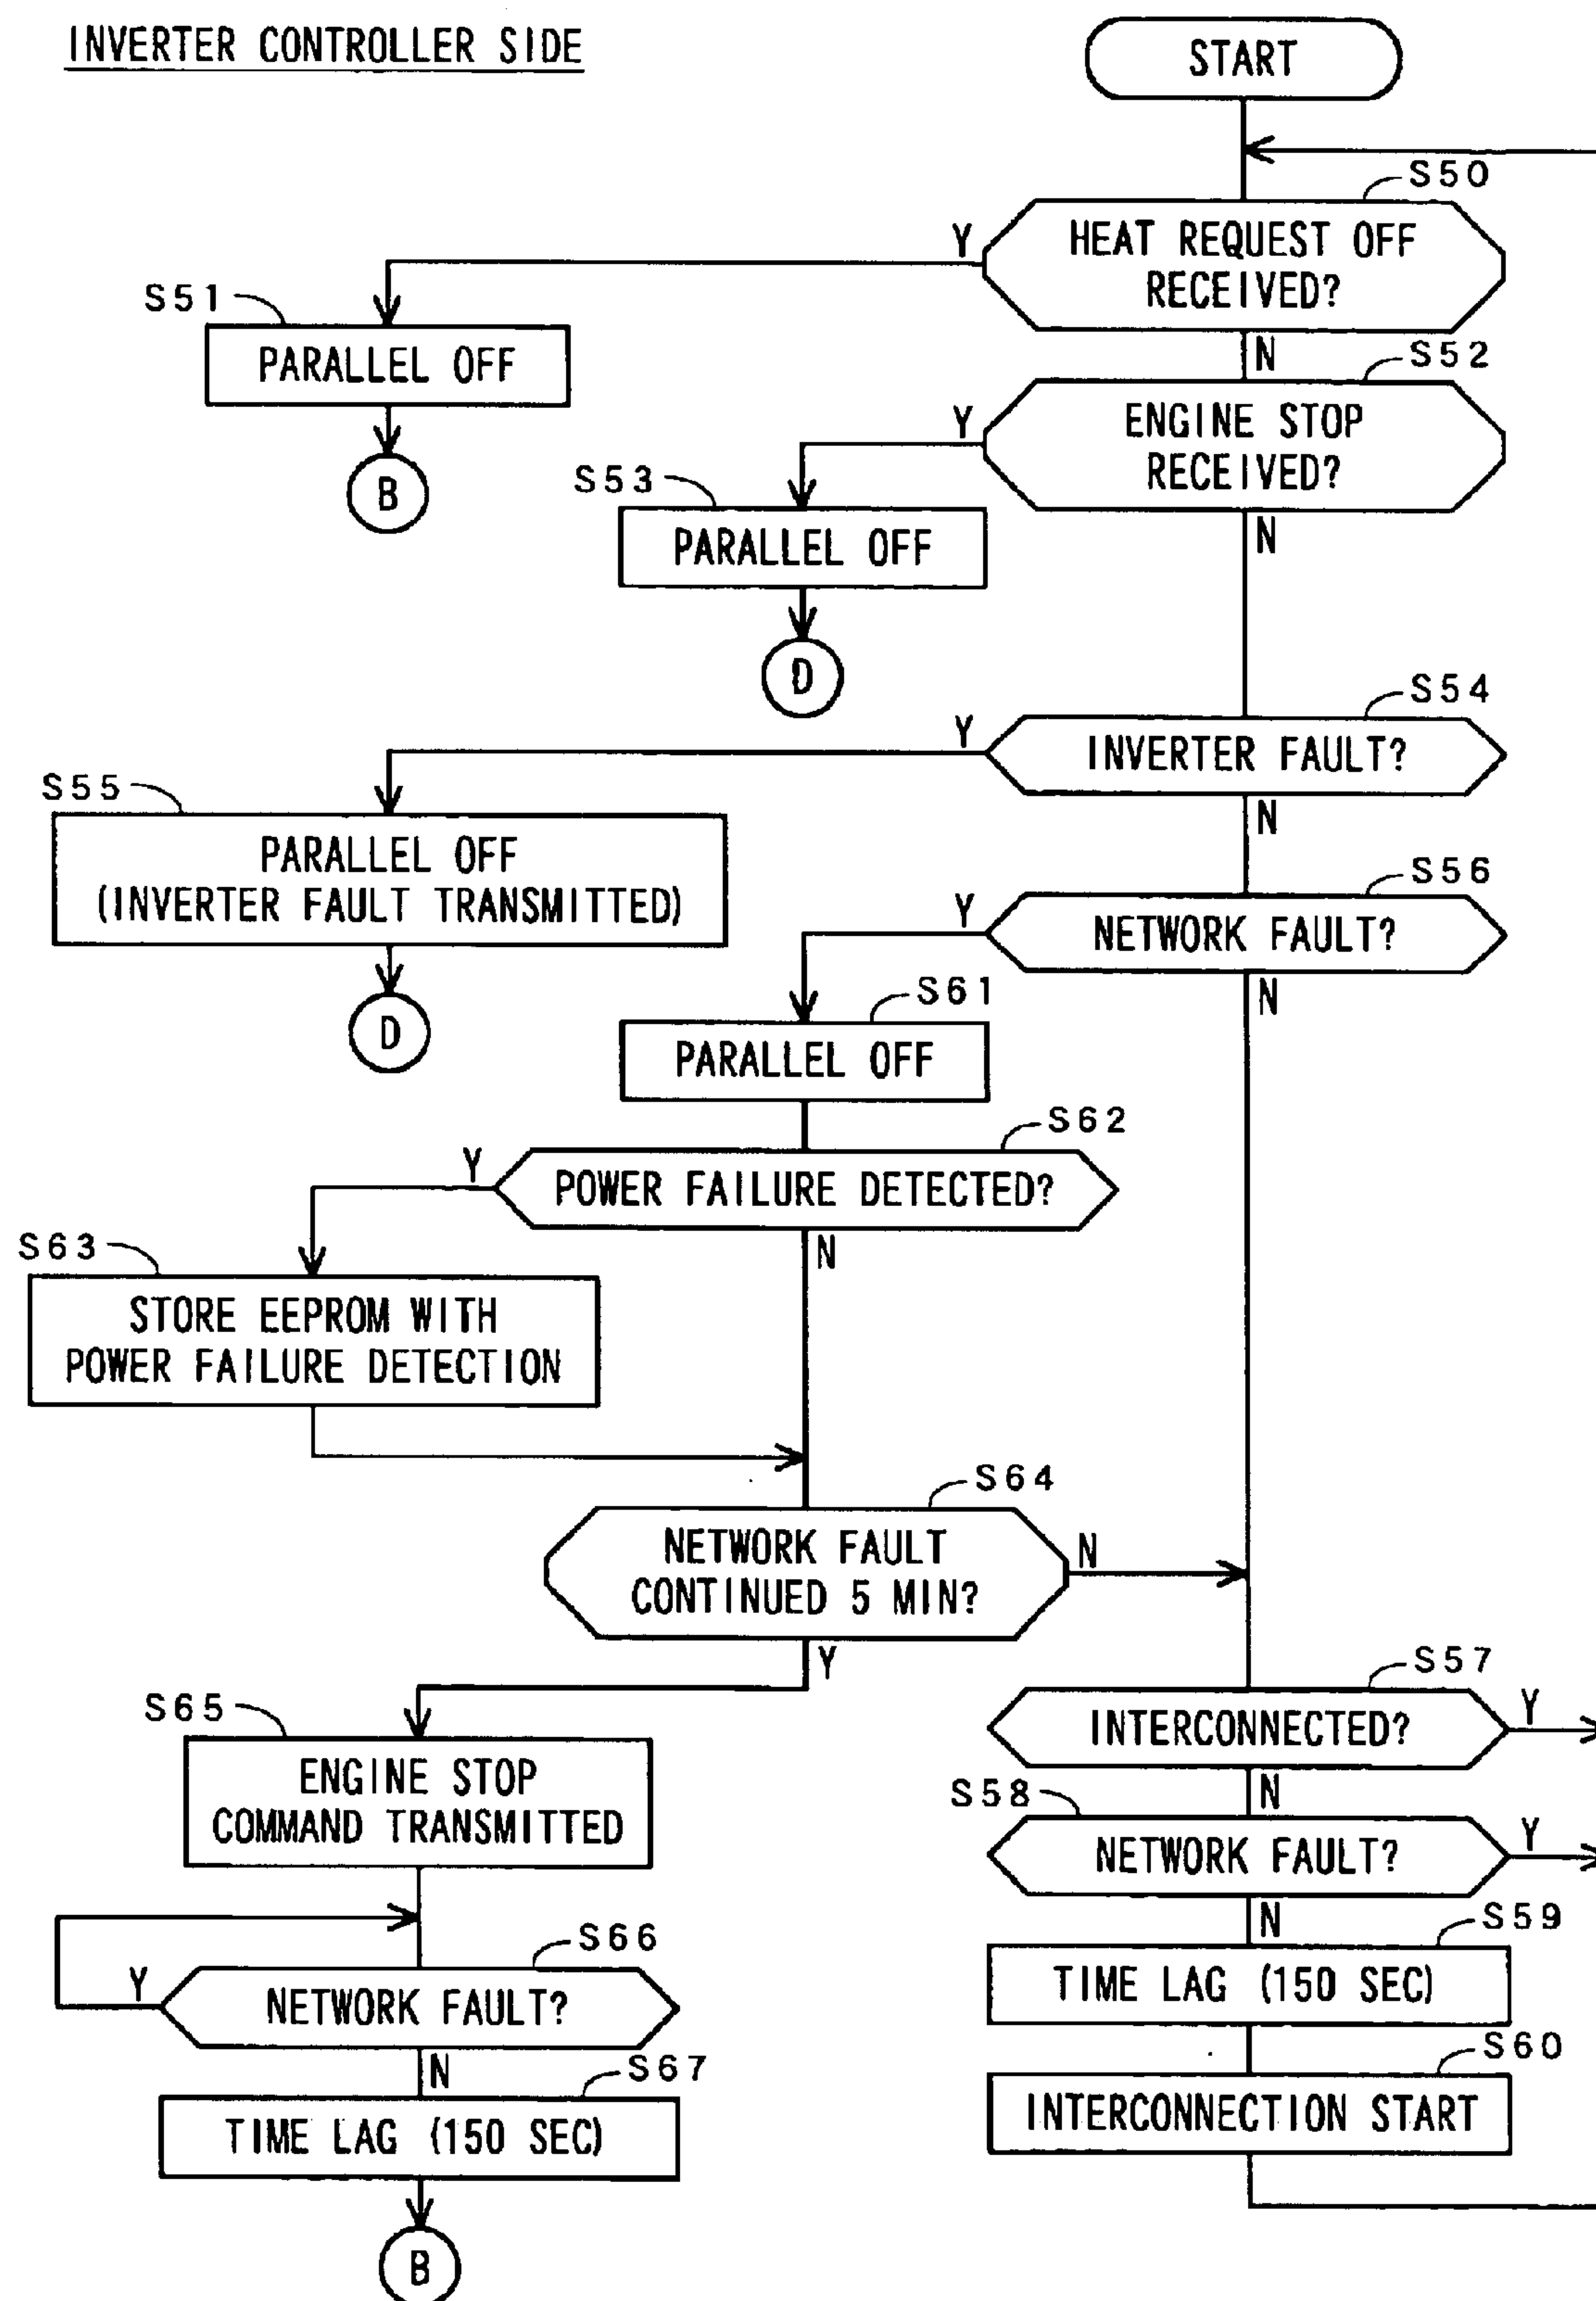 INVERTER CONTROLLER SIDE
START
S50
HEAT REQUEST OFF
RECEIVED?
Y
N
S51
PARALLEL OFF
B
S52
ENGINE STOP
RECEIVED?
Y
N
S53
PARALLEL OFF
D
S54
INVERTER FAULT?
Y
N
S55
PARALLEL OFF
(INVERTER FAULT TRANSMITTED)
D
S56
NETWORK FAULT?
Y
N
S61
PARALLEL OFF
S62
POWER FAILURE DETECTED?
Y
N
S63
STORE EEPROM WITH
POWER FAILURE DETECTION
S64
NETWORK FAULT
CONTINUED 5 MIN?
N
Y
S57
INTERCONNECTED?
Y
N
S65
ENGINE STOP
COMMAND TRANSMITTED
S58
NETWORK FAULT?
Y
N
S59
TIME LAG (150 SEC)
S66
NETWORK FAULT?
Y
N
S60
INTERCONNECTION START
S67
TIME LAG (150 SEC)
B